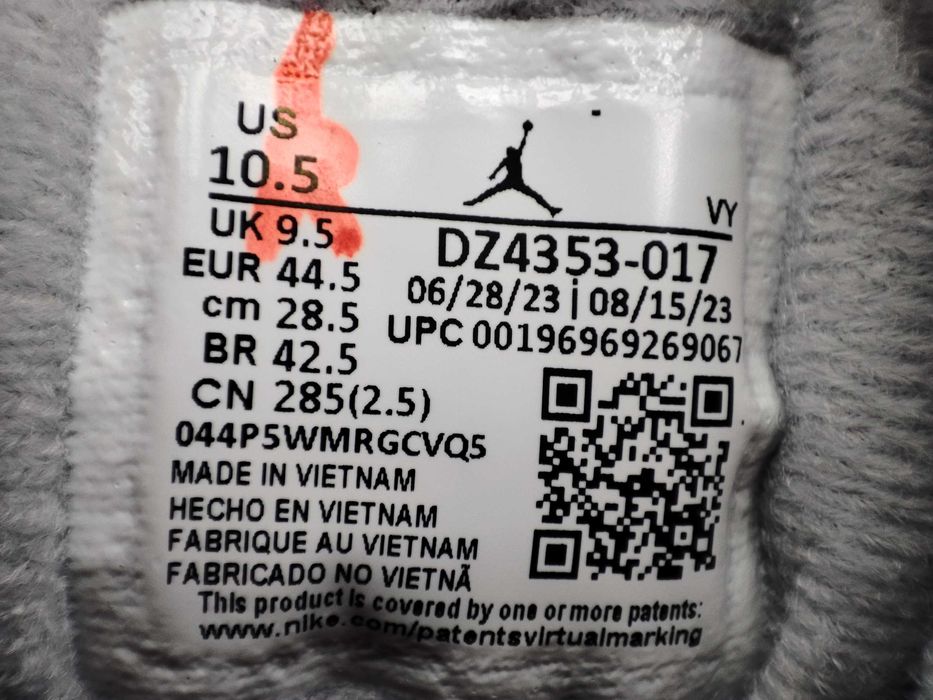 US
10.5
VY
UK 9.5
EUR 44.5
cm 28.5
BR 42.5
CN 285(2.5)
DZ4353-017
06/28/23 | 08/15/23
UPC 00196969269067
044P5WMRGCVQ5
MADE IN VIETNAM
HECHO EN VIETNAM
FABRIQUE AU VIETNAM
FABRICADO NO VIETNÃ
This product is covered by one or more patents:
www.nike.com/patentsvirtualmarking